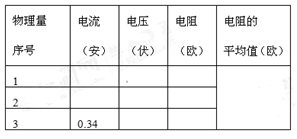 物理量 电流 电压 电阻 电阻的
序号 （安） （伏） （欧） 平均值（欧）
1
2
3 0.34